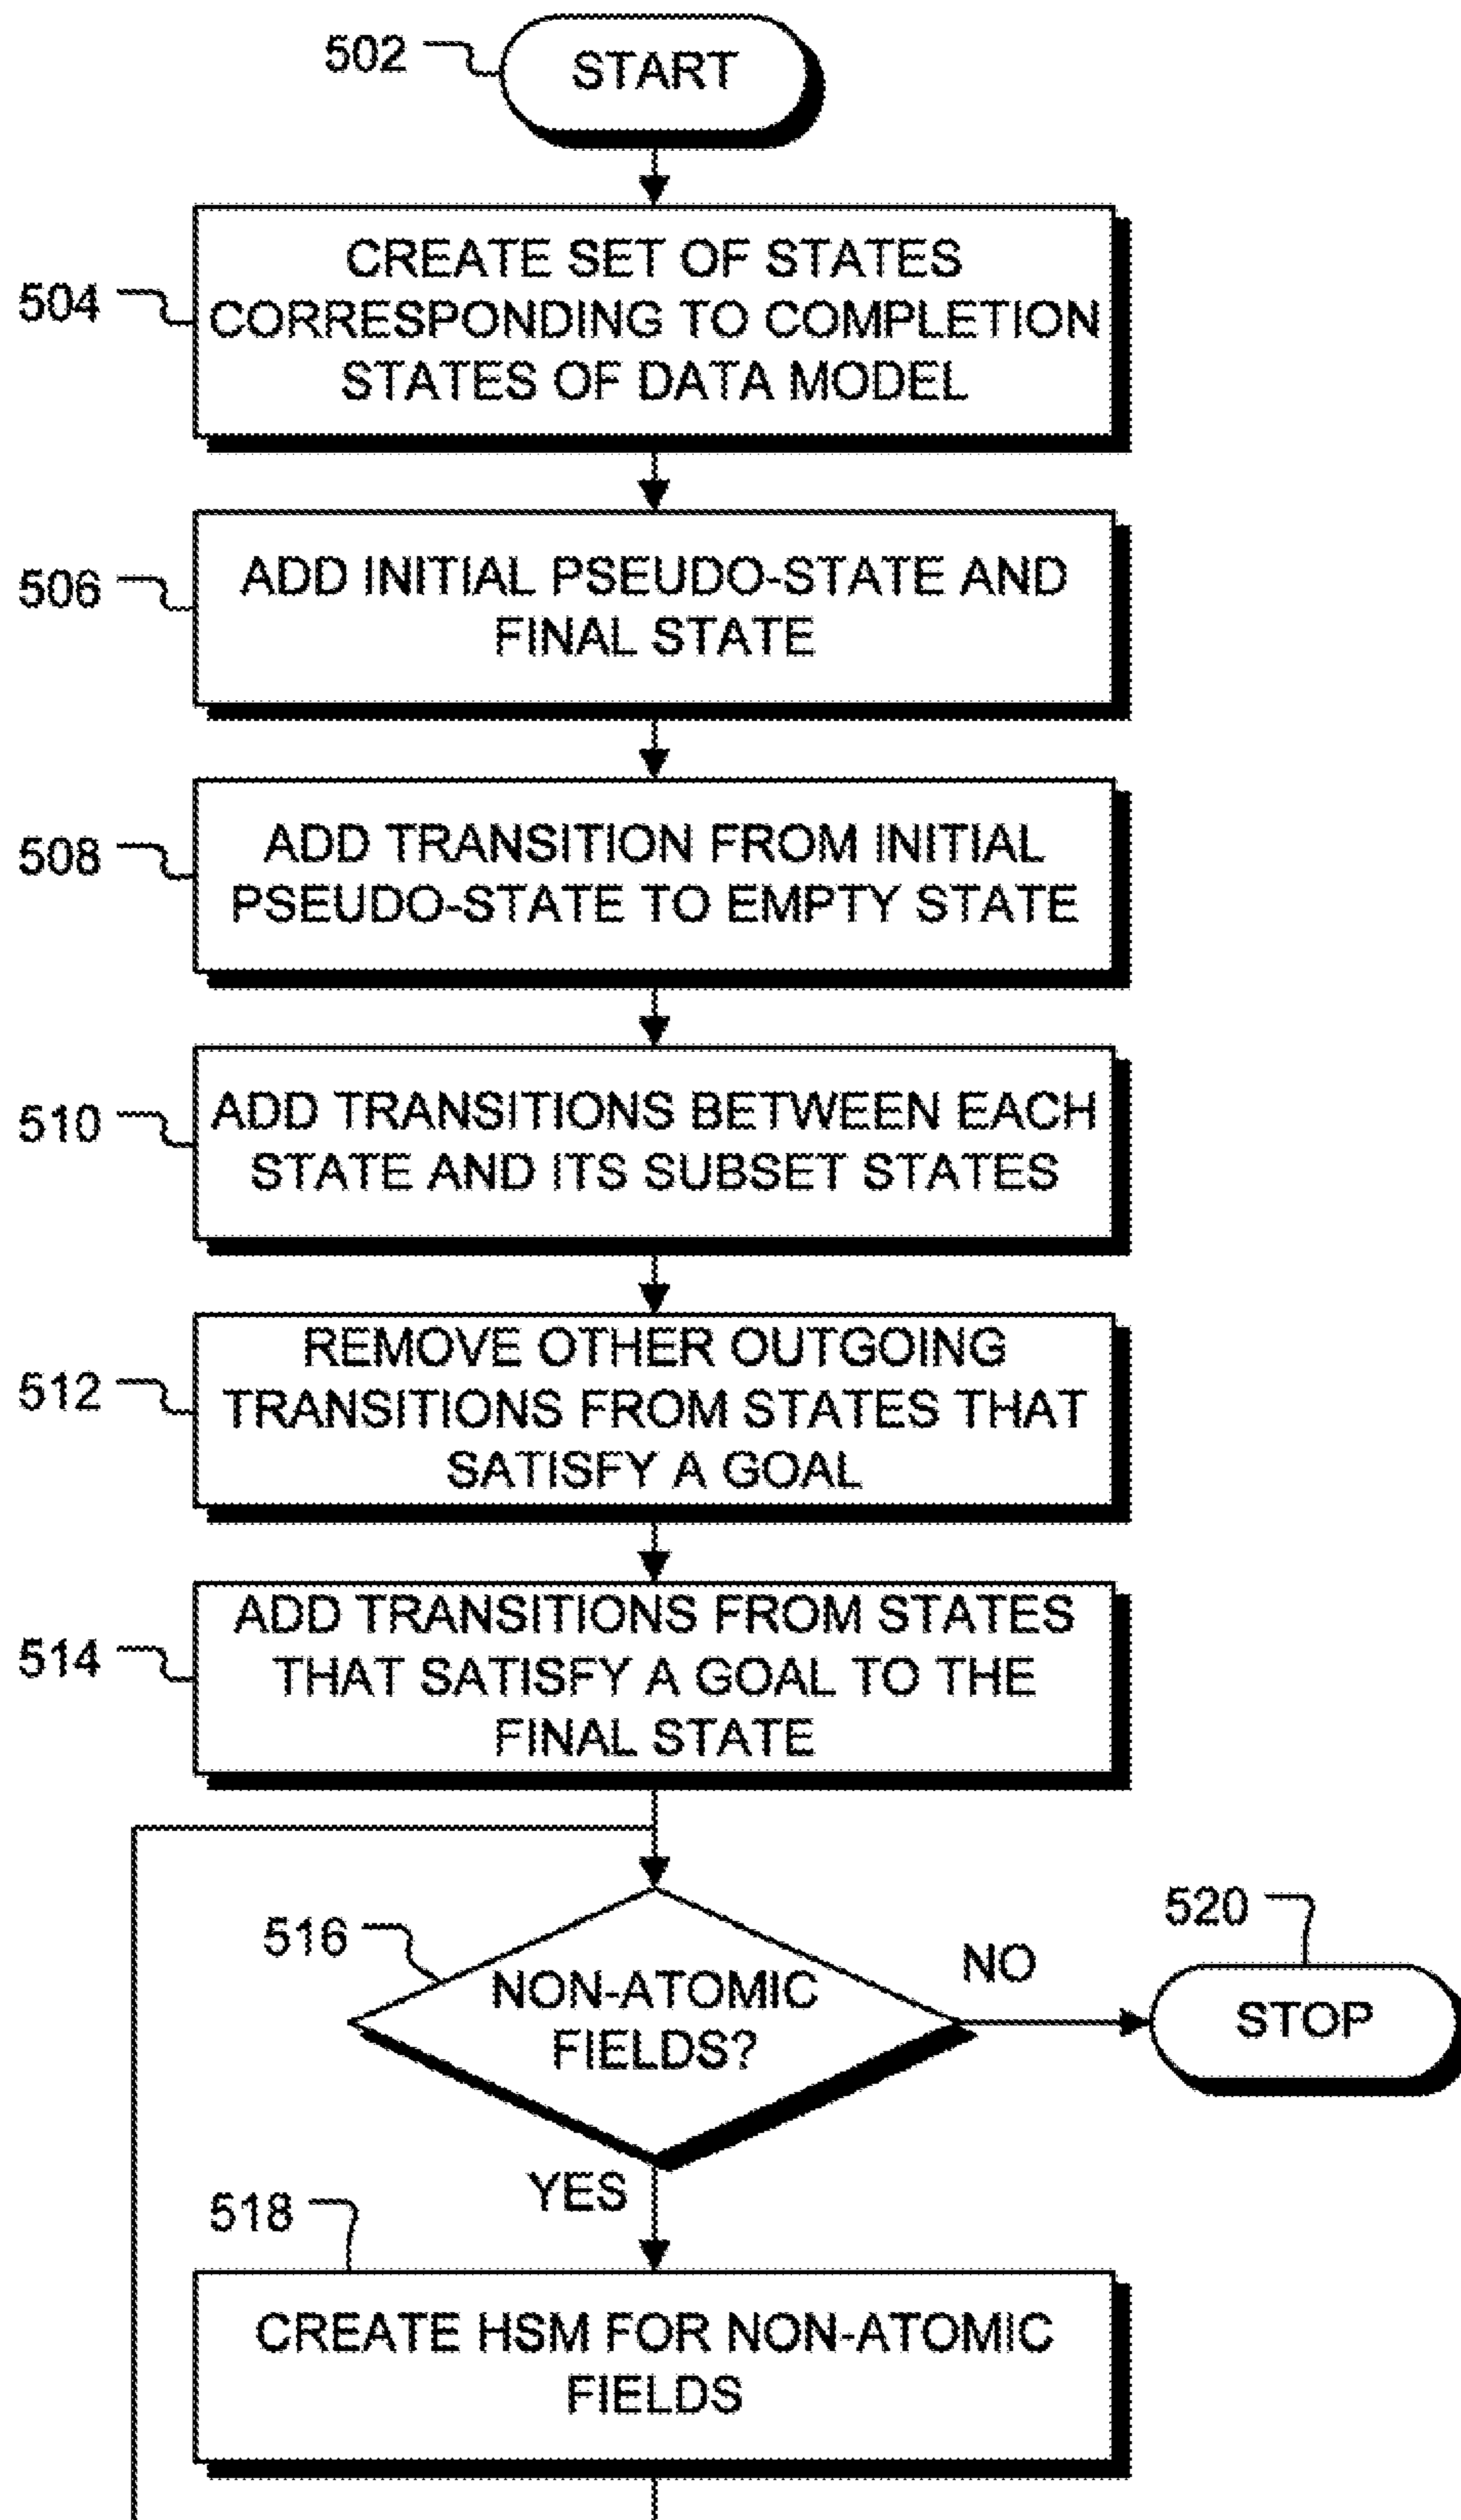 502
START
504
CREATE SET OF STATES
CORRESPONDING TO COMPLETION
STATES OF DATA MODEL
506
ADD INITIAL PSEUDO-STATE AND
FINAL STATE
508
ADD TRANSITION FROM INITIAL
PSEUDO-STATE TO EMPTY STATE
510
ADD TRANSITIONS BETWEEN EACH
STATE AND ITS SUBSET STATES
512
REMOVE OTHER OUTGOING
TRANSITIONS FROM STATES THAT
SATISFY A GOAL
514
ADD TRANSITIONS FROM STATES
THAT SATISFY A GOAL TO THE
FINAL STATE
516
NON-ATOMIC
FIELDS?
NO
520
STOP
YES
518
CREATE HSM FOR NON-ATOMIC
FIELDS